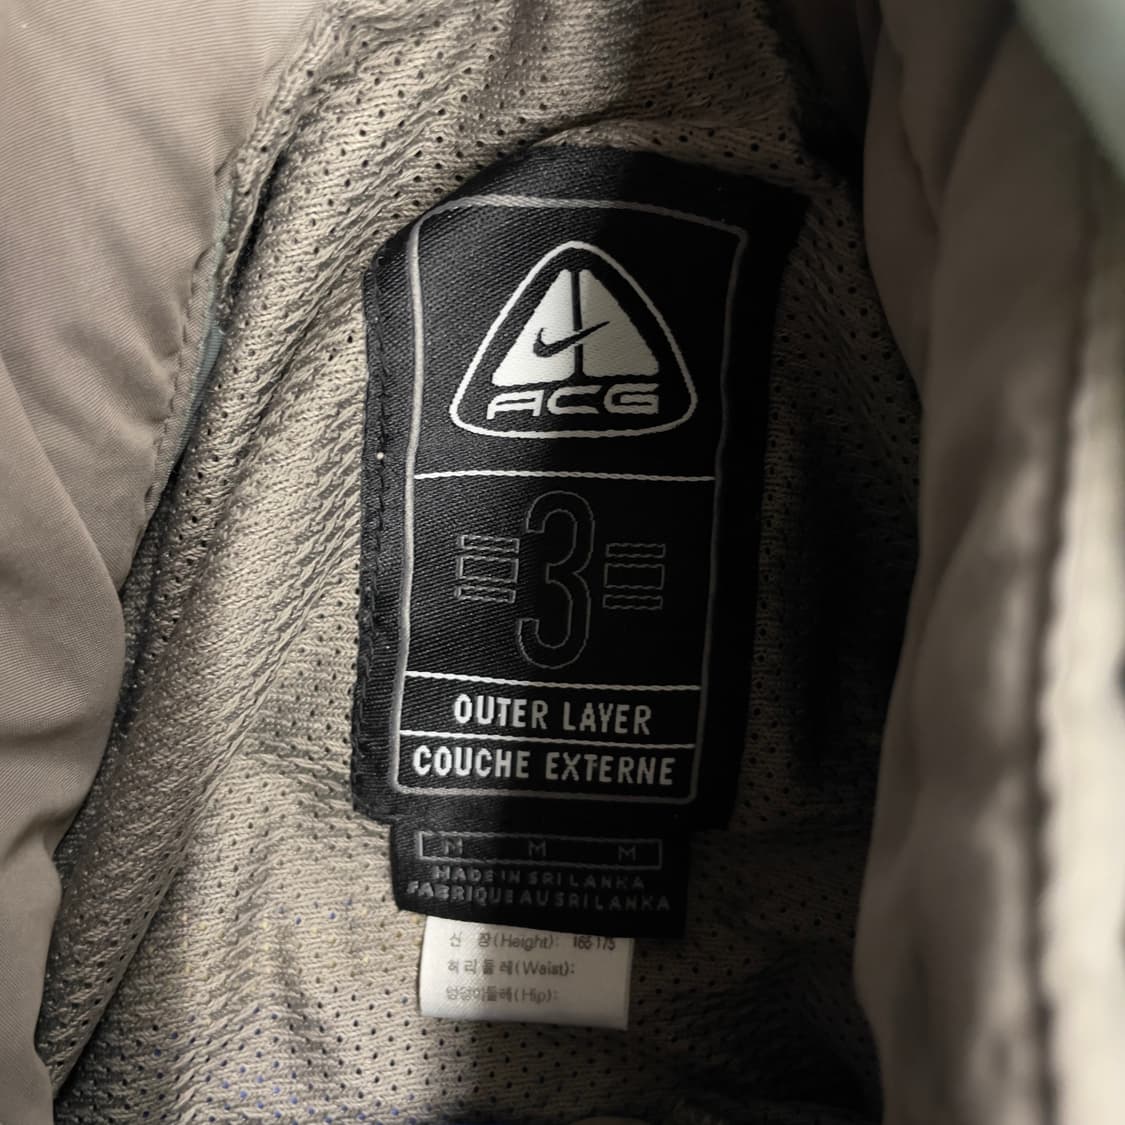 ACG
3
OUTER LAYER
COUCHE EXTERNE
M M M
MADE IN SRI LANKA
FABRIQUE AU SRI LANKA
신 장(Height): 165-175
허리둘레(Waist):
엉덩이둘레(Hip):